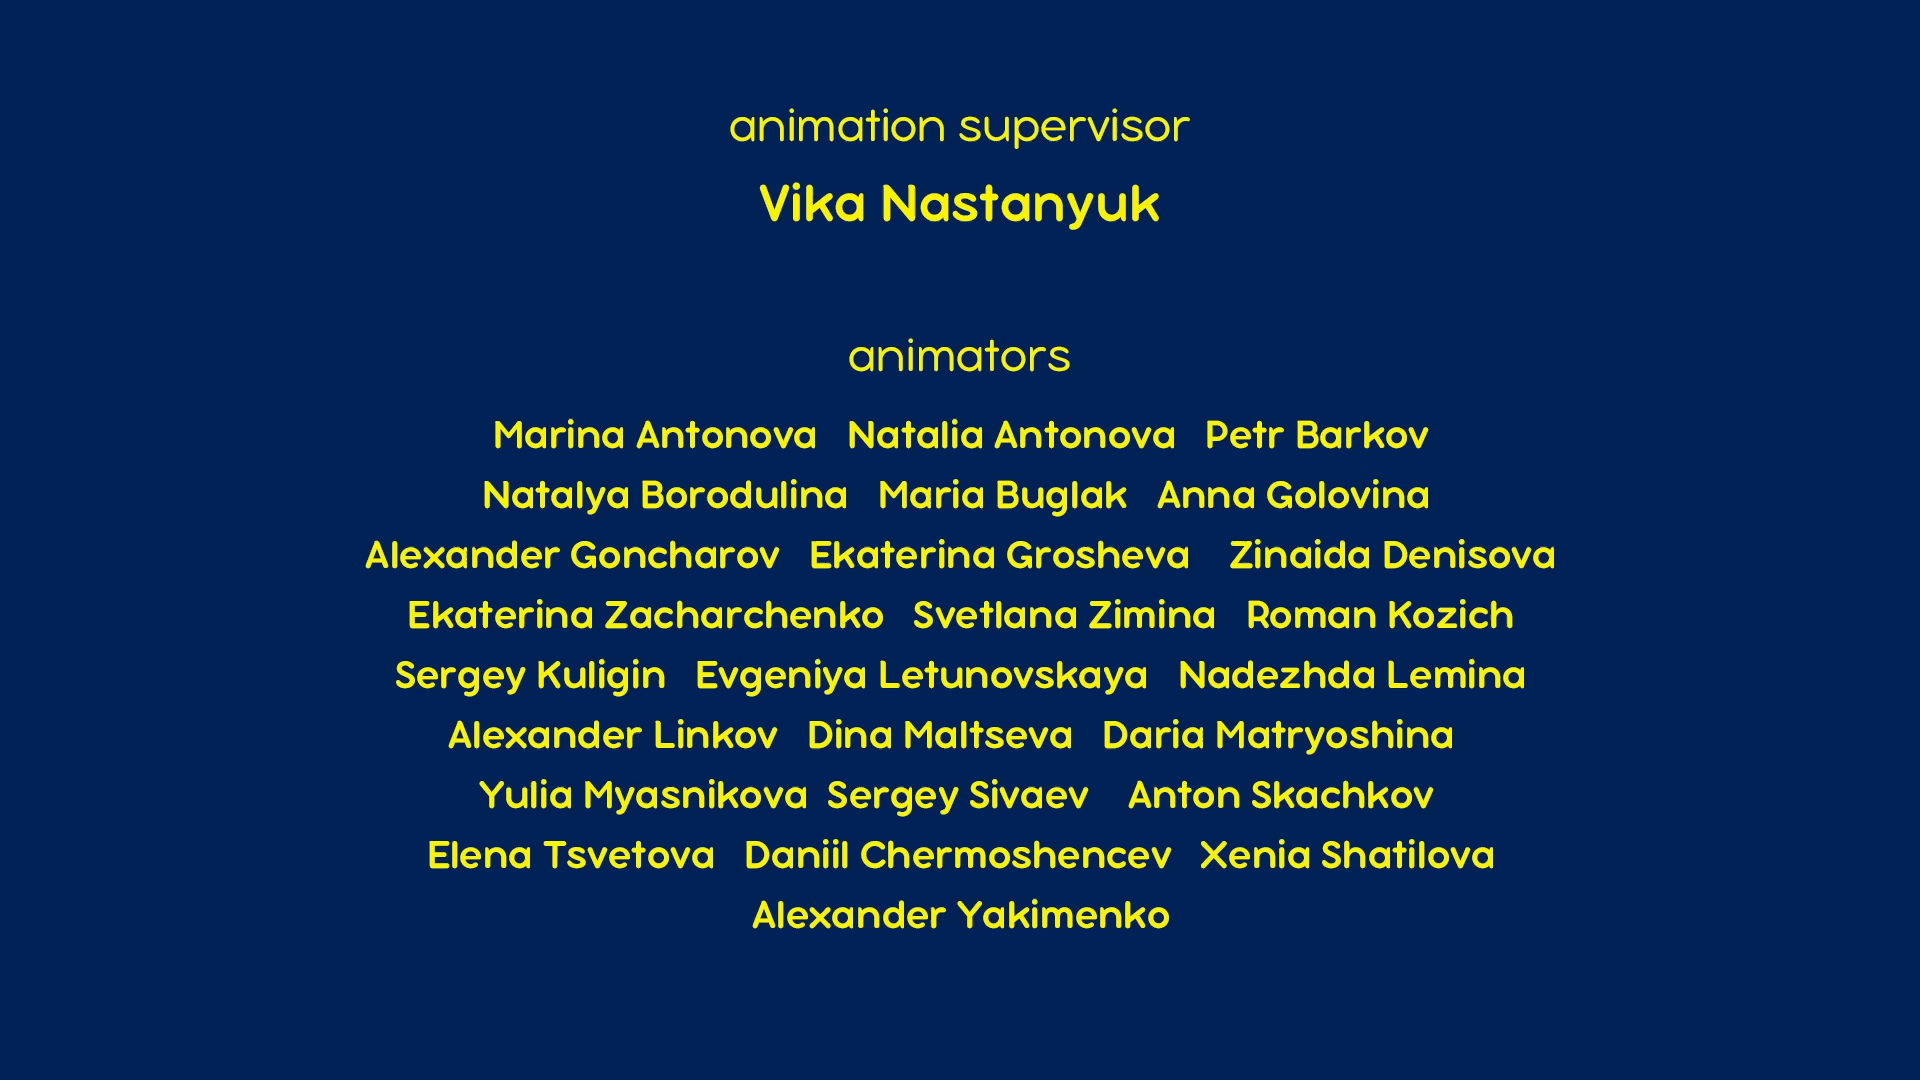 animation supervisor
Vika Nastanyuk
animators
Marina Antonova Natalia Antonova Petr Barkov
Natalya Borodulina Maria Buglak Anna Golovina
Alexander Goncharov Ekaterina Grosheva Zinaida Denisova
Ekaterina Zacharchenko Svetlana Zimina Roman Kozich
Sergey Kuligin Evgeniya Letunovskaya Nadezhda Lemina
Alexander Linkov Dina Maltseva Daria Matryoshina
Yulia Myasnikova Sergey Sivaev Anton Skachkov
Elena Tsvetova Daniil Chermoshencev Xenia Shatilova
Alexander Yakimenko